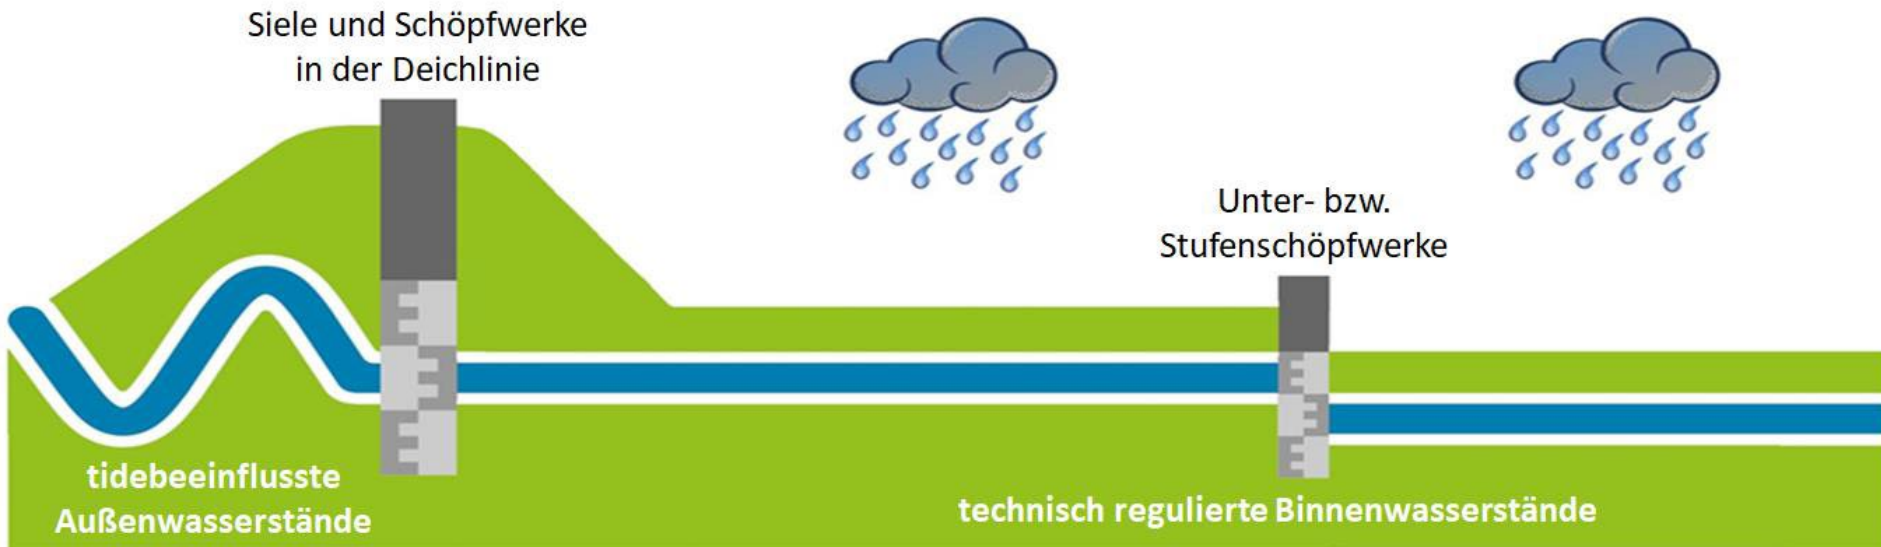 Siele und Schöpfwerke
in der Deichlinie
Unter- bzw.
Stufenschöpfwerke
tidebeeinflusste
Außenwasserstände
technisch regulierte Binnenwasserstände